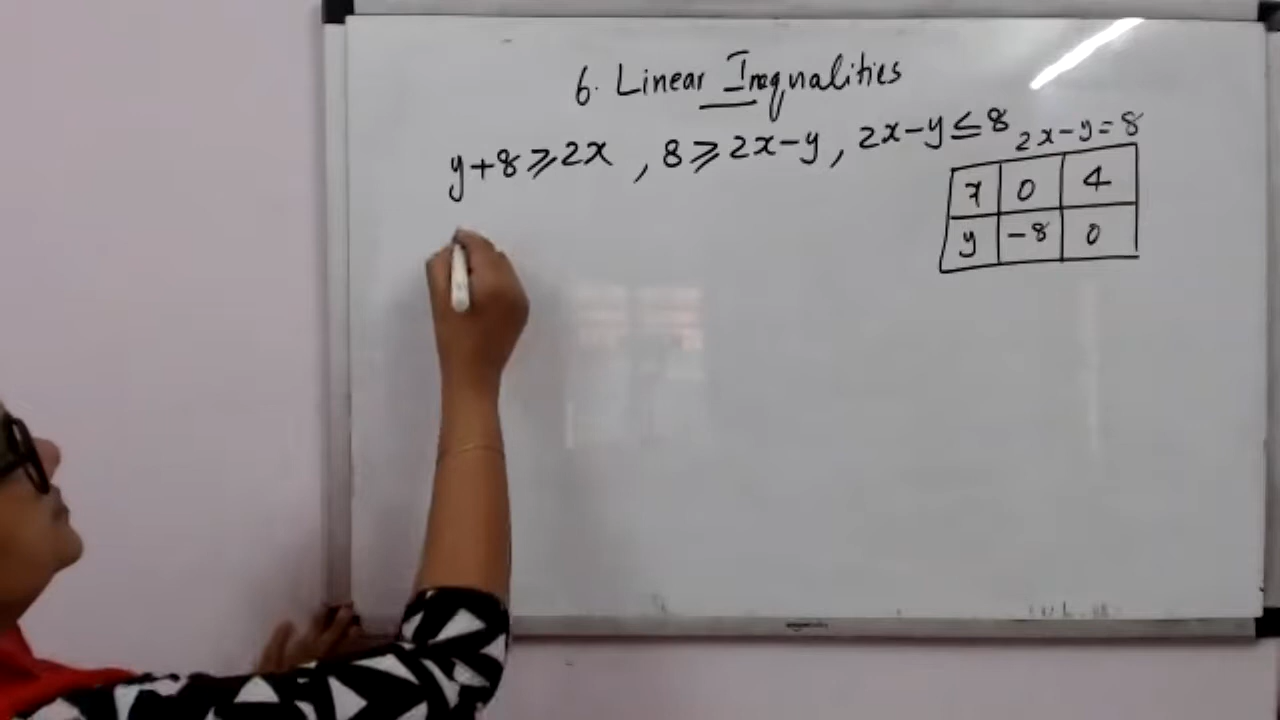 6. Linear Inequalities
y+8⩾2x , 8⩾2x-y , 2x-y≤8
2x-y=8
x 0 4
y -8 0